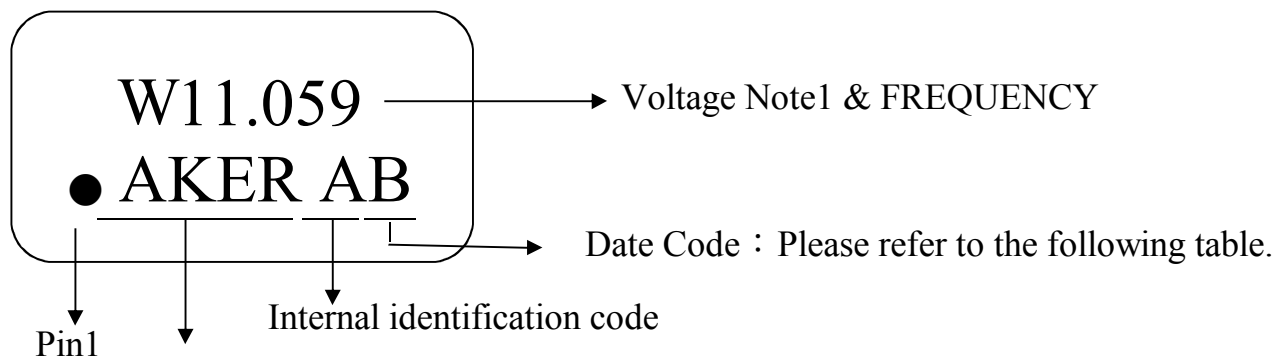 W11.059
Voltage Note1 & FREQUENCY
● AKER AB
Date Code：Please refer to the following table.
Internal identification code
Pin1